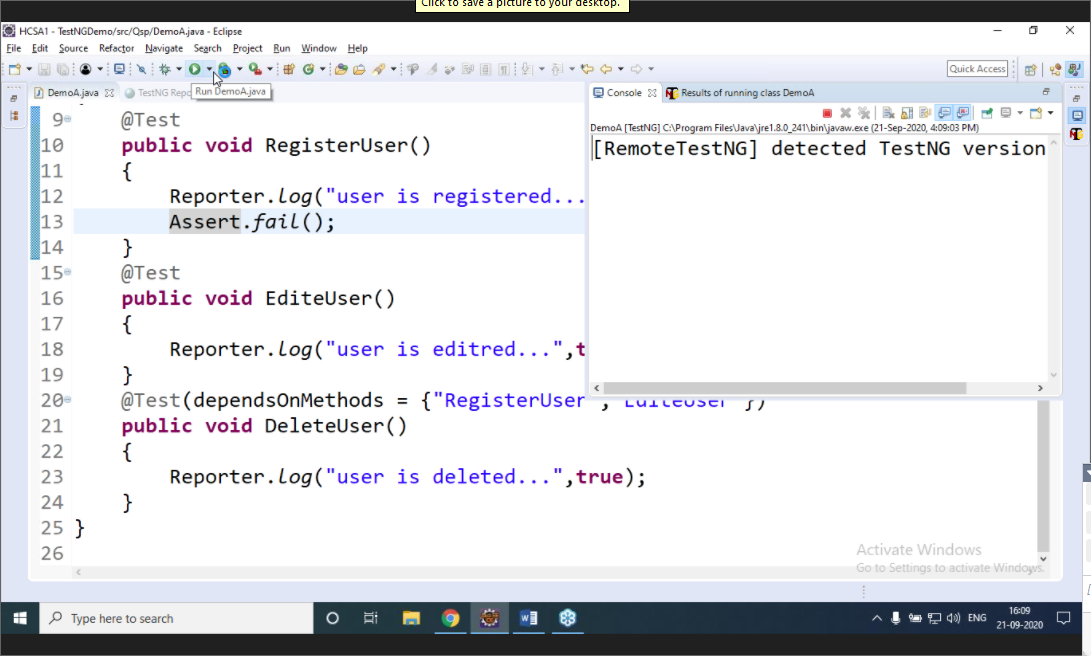 Click to save a picture to your desktop.
HCSA1 - TestNGDemo/src/Qsp/DemoA.java - Eclipse
File Edit Source Refactor Navigate Search Project Run Window Help
Quick Access
DemoA.java TestNG Repo
Run DemoA.java
Console Results of running class DemoA
DemoA [TestNG] C:\Program Files\Java\jre1.8.0_241\bin\javaw.exe (21-Sep-2020, 4:09:03 PM)
[RemoteTestNG] detected TestNG version
9 @Test
10 public void RegisterUser()
11 {
12 Reporter.log("user is registered...
13 Assert.fail();
14 }
15 @Test
16 public void EditeUser()
17 {
18 Reporter.log("user is editred...",t
19 }
20 @Test(dependsOnMethods = {"RegisterUser","EditeUser"})
21 public void DeleteUser()
22 {
23 Reporter.log("user is deleted...",true);
24 }
25 }
26
Activate Windows
Go to Settings to activate Windows.
Type here to search
ENG
16:09
21-09-2020